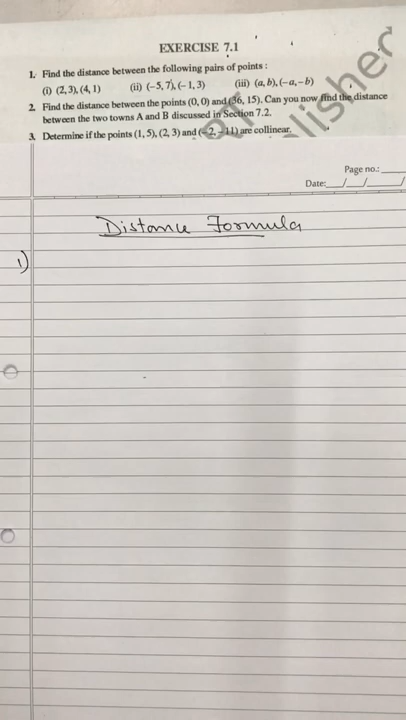 EXERCISE 7.1
1. Find the distance between the following pairs of points :
(i) (2,3), (4, 1) (ii) (–5, 7), (– 1, 3) (iii) (a, b), (– a, – b)
2. Find the distance between the points (0, 0) and (36, 15). Can you now find the distance
between the two towns A and B discussed in Section 7.2.
3. Determine if the points (1, 5), (2, 3) and (– 2, – 11) are collinear.
lished
Page no.:
Date: / /
Distance Formula
1)